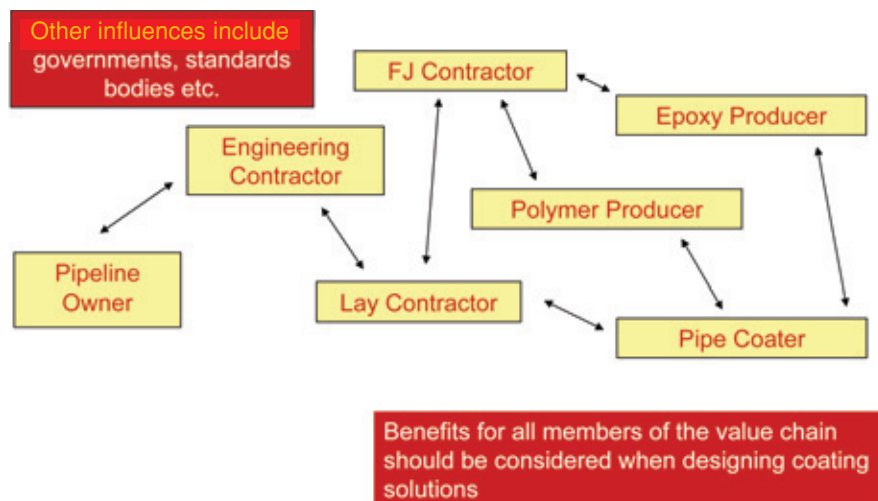 Other influences include
governments, standards
bodies etc.
FJ Contractor
Epoxy Producer
Engineering
Contractor
Polymer Producer
Pipeline
Owner
Lay Contractor
Pipe Coater
Benefits for all members of the value chain
should be considered when designing coating
solutions